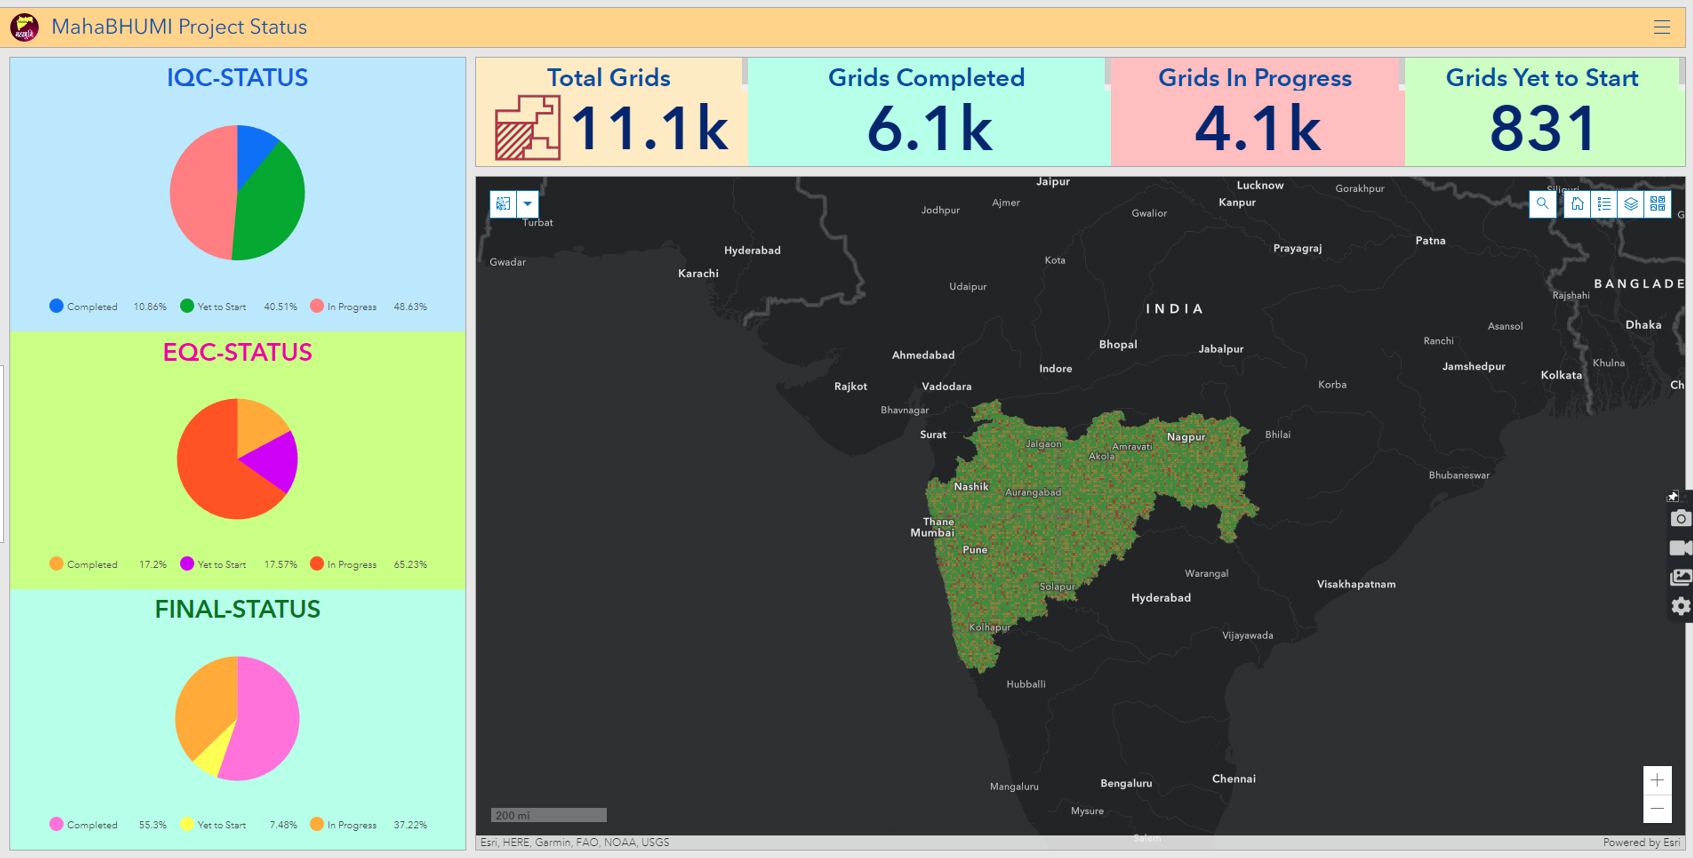 MahaBHUMI Project Status
IQC-STATUS
Completed 10.86% Yet to Start 40.51% In Progress 48.63%
EQC-STATUS
Completed 17.2% Yet to Start 17.57% In Progress 65.23%
FINAL-STATUS
Completed 55.3% Yet to Start 7.48% In Progress 37.22%
Total Grids
11.1k
Grids Completed
6.1k
Grids In Progress
4.1k
Grids Yet to Start
831
Jaipur
Lucknow
Gorakhpur
Siliguri
Ajmer
Kanpur
Jodhpur
Gwalior
Turbat
Patna
Hyderabad
Prayagraj
Gwadar
Kota
Karachi
Udaipur
BANGLADE
Rajshahi
INDIA
Asansol
Dhaka
Bhopal
Jabalpur
Ranchi
Ahmedabad
Khulna
Indore
Jamshedpur
Kolkata
Rajkot
Vadodara
Korba
Ch
Bhavnagar
Surat
Nagpur
Bhilai
Jalgaon
Amravati
Akola
Bhubaneswar
Nashik
Aurangabad
Thane
Mumbai
Pune
Warangal
Solapur
Visakhapatnam
Hyderabad
Kolhapur
Vijayawada
Hubballi
Chennai
Mangaluru
Bengaluru
Mysure
200 mi
Salem
Esri, HERE, Garmin, FAO, NOAA, USGS
Powered by Esri